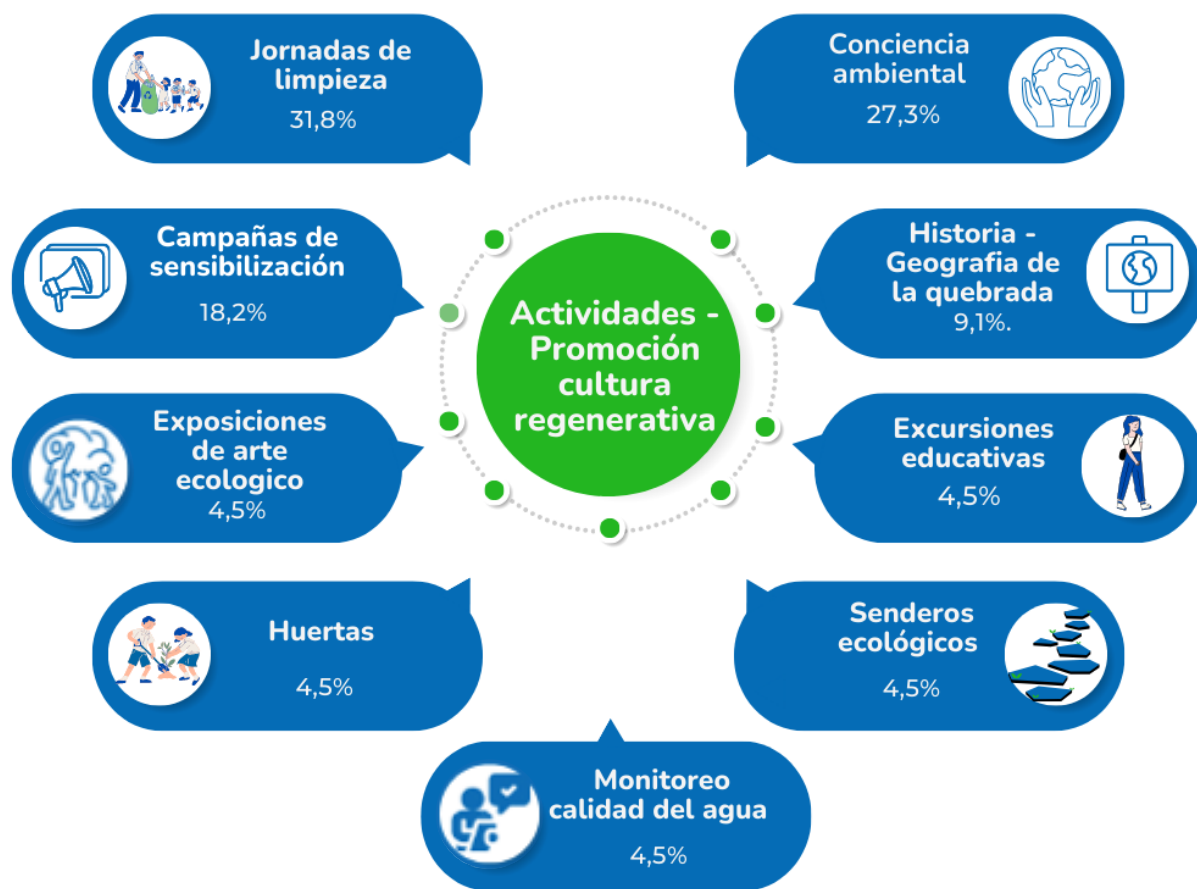 Jornadas de
limpieza
31,8%
Conciencia
ambiental
27,3%
Campañas de
sensibilización
18,2%
Historia -
Geografia de
la quebrada
9,1%.
Actividades -
Promoción
cultura
regenerativa
Exposiciones
de arte
ecologico
4,5%
Excursiones
educativas
4,5%
Huertas
4,5%
Senderos
ecológicos
4,5%
Monitoreo
calidad del agua
4,5%